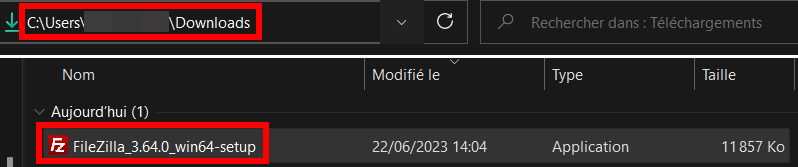 C:\Users\ \Downloads
Rechercher dans : Téléchargements
Nom Modifié le Type Taille
Aujourd'hui (1)
FileZilla_3.64.0_win64-setup 22/06/2023 14:04 Application 11 857 Ko